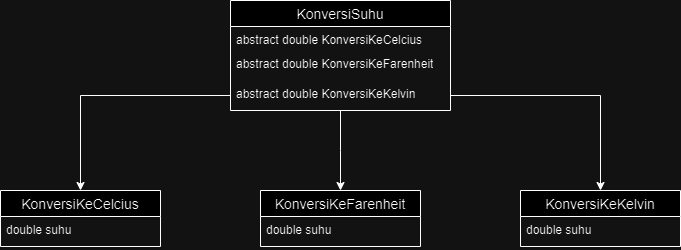 KonversiSuhu
abstract double KonversiKeCelcius
abstract double KonversiKeFarenheit
abstract double KonversiKeKelvin
KonversiKeCelcius
double suhu
KonversiKeFarenheit
double suhu
KonversiKeKelvin
double suhu